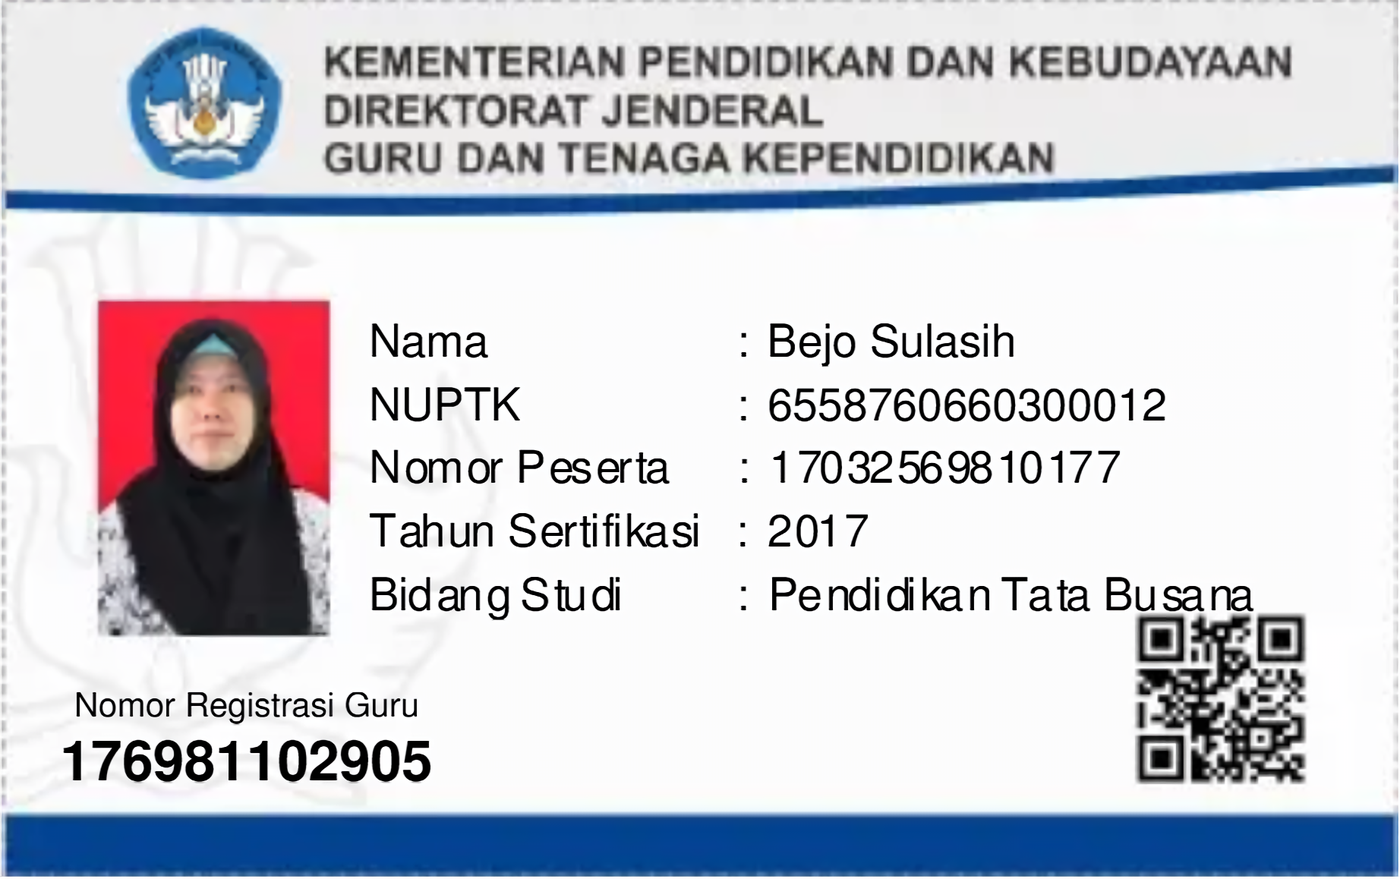 KEMENTERIAN PENDIDIKAN DAN KEBUDAYAAN
DIREKTORAT JENDERAL
GURU DAN TENAGA KEPENDIDIKAN
Nama : Bejo Sulasih
NUPTK : 6558760660300012
Nomor Peserta : 17032569810177
Tahun Sertifikasi : 2017
Bidang Studi : Pendidikan Tata Busana
Nomor Registrasi Guru
176981102905